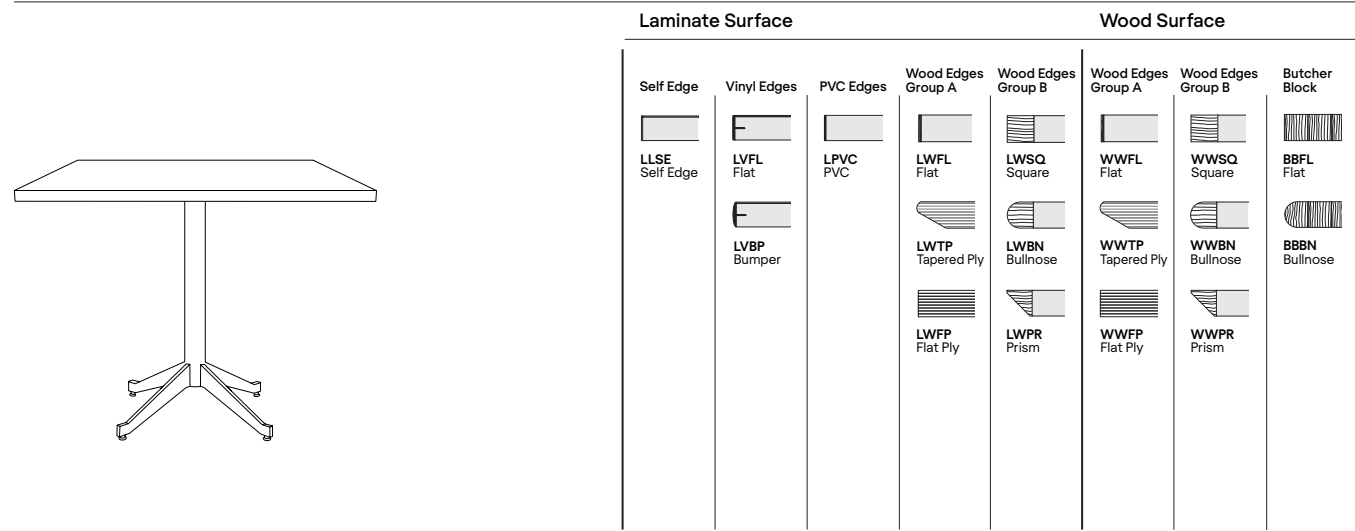 Laminate Surface
Wood Surface
Self Edge
Vinyl Edges
PVC Edges
Wood Edges
Group A
Wood Edges
Group B
Wood Edges
Group A
Wood Edges
Group B
Butcher
Block
LLSE
Self Edge
LVFL
Flat
LPVC
PVC
LWFL
Flat
LWSQ
Square
WWFL
Flat
WWSQ
Square
BBFL
Flat
LVBP
Bumper
LWTP
Tapered Ply
LWBN
Bullnose
WWTP
Tapered Ply
WWBN
Bullnose
BBBN
Bullnose
LWFP
Flat Ply
LWPR
Prism
WWFP
Flat Ply
WWPR
Prism